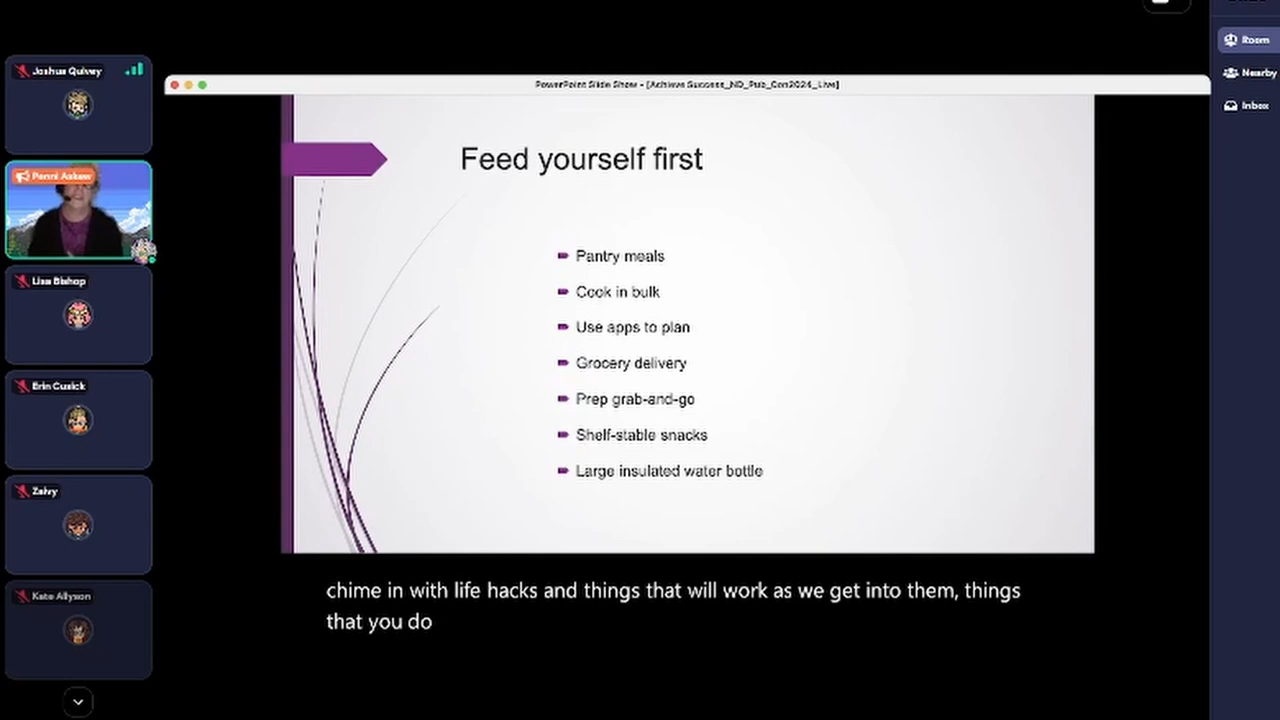 Joshua Quivey
Penni Askew
Lisa Bishop
Erin Cusick
Zalvy
Kate Allyson
PowerPoint Slide Show - [Achieve Success_ND_Pub_Con2024_Live]
Feed yourself first
Pantry meals
Cook in bulk
Use apps to plan
Grocery delivery
Prep grab-and-go
Shelf-stable snacks
Large insulated water bottle
chime in with life hacks and things that will work as we get into them, things
that you do
Room
Nearby
Inbox